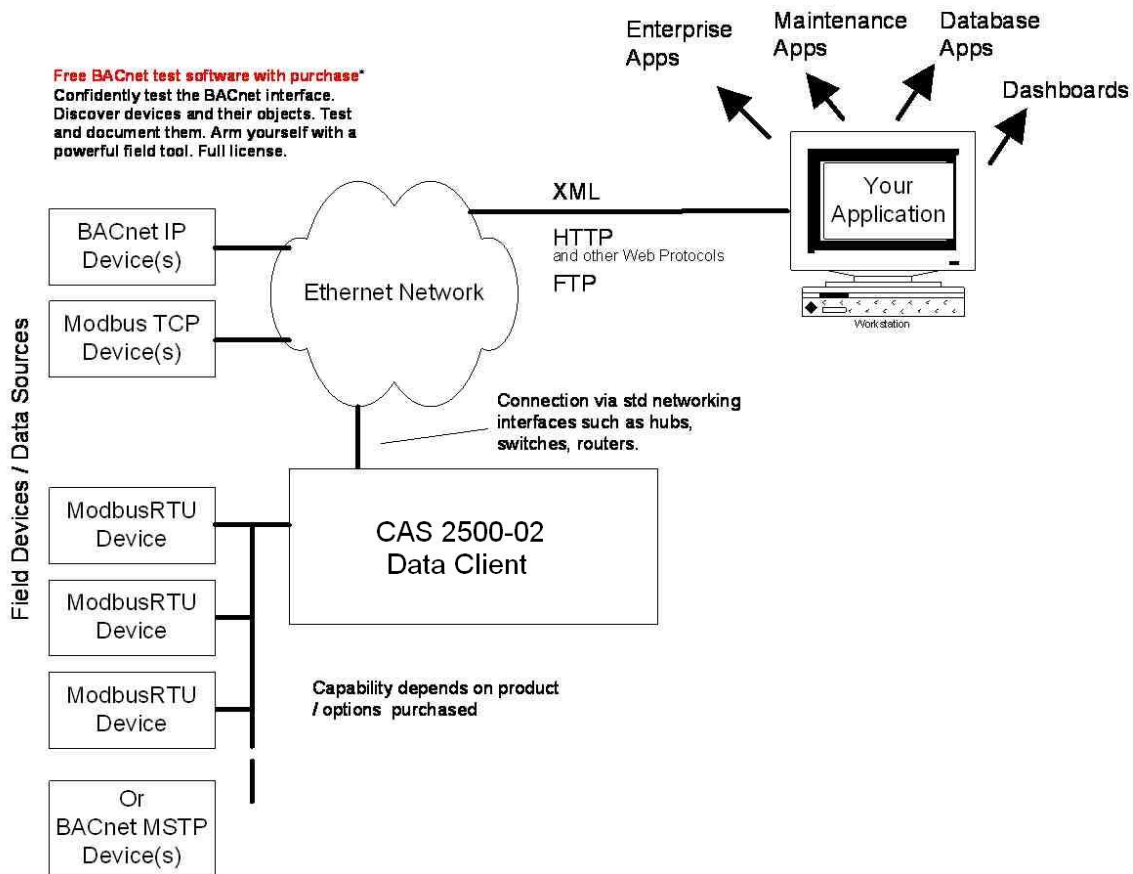 Enterprise
Apps
Maintenance
Apps
Database
Apps
Dashboards
Free BACnet test software with purchase*
Confidently test the BACnet interface.
Discover devices and their objects. Test
and document them. Arm yourself with a
powerful field tool. Full license.
XML
HTTP
and other Web Protocols
FTP
Your
Application
Workstation
BACnet IP
Device(s)
Ethernet Network
Modbus TCP
Device(s)
Field Devices / Data Sources
Connection via std networking
interfaces such as hubs,
switches, routers.
ModbusRTU
Device
CAS 2500-02
Data Client
ModbusRTU
Device
ModbusRTU
Device
Capability depends on product
/ options purchased
Or
BACnet MSTP
Device(s)